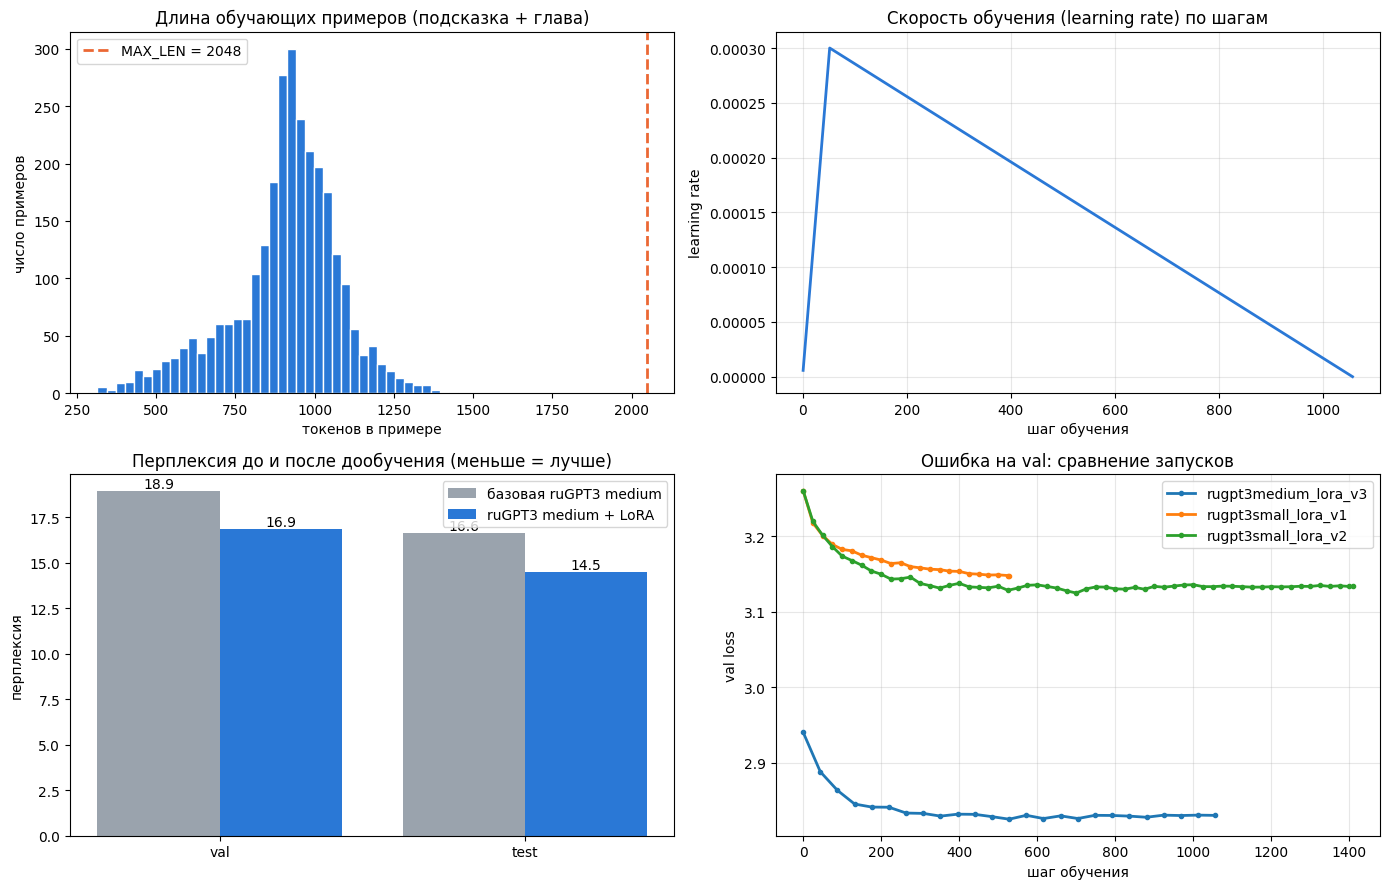 Длина обучающих примеров (подсказка + глава)
MAX_LEN = 2048
число примеров
300
250
200
150
100
50
0
250 500 750 1000 1250 1500 1750 2000
токенов в примере
Скорость обучения (learning rate) по шагам
learning rate
0.00030
0.00025
0.00020
0.00015
0.00010
0.00005
0.00000
0 200 400 600 800 1000
шаг обучения
Перплексия до и после дообучения (меньше = лучше)
базовая ruGPT3 medium
ruGPT3 medium + LoRA
18.9
16.9
16.6
14.5
перплексия
17.5
15.0
12.5
10.0
7.5
5.0
2.5
0.0
val test
Ошибка на val: сравнение запусков
rugpt3medium_lora_v3
rugpt3small_lora_v1
rugpt3small_lora_v2
val loss
3.2
3.1
3.0
2.9
0 200 400 600 800 1000 1200 1400
шаг обучения